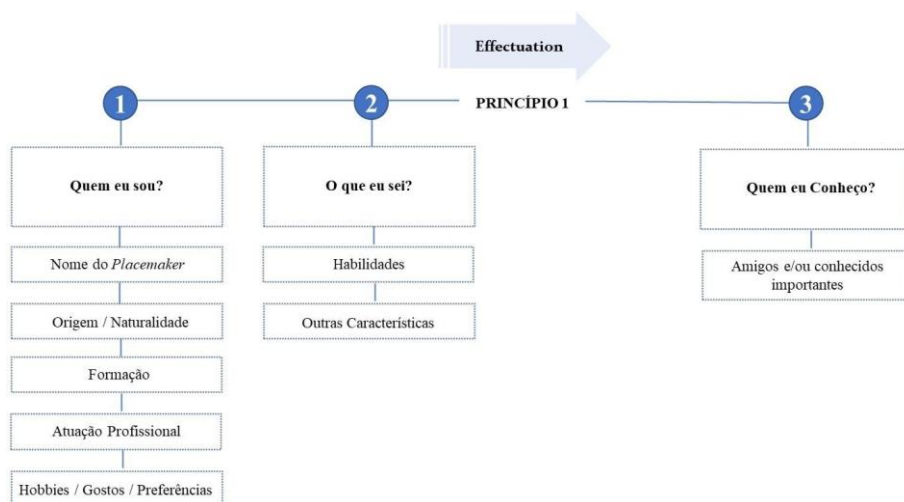 Effectuation
1
2
PRINCÍPIO 1
3
Quem eu sou?
O que eu sei?
Quem eu Conheço?
Nome do Placemaker
Habilidades
Amigos e/ou conhecidos
importantes
Origem / Naturalidade
Outras Características
Formação
Atuação Profissional
Hobbies / Gostos / Preferências